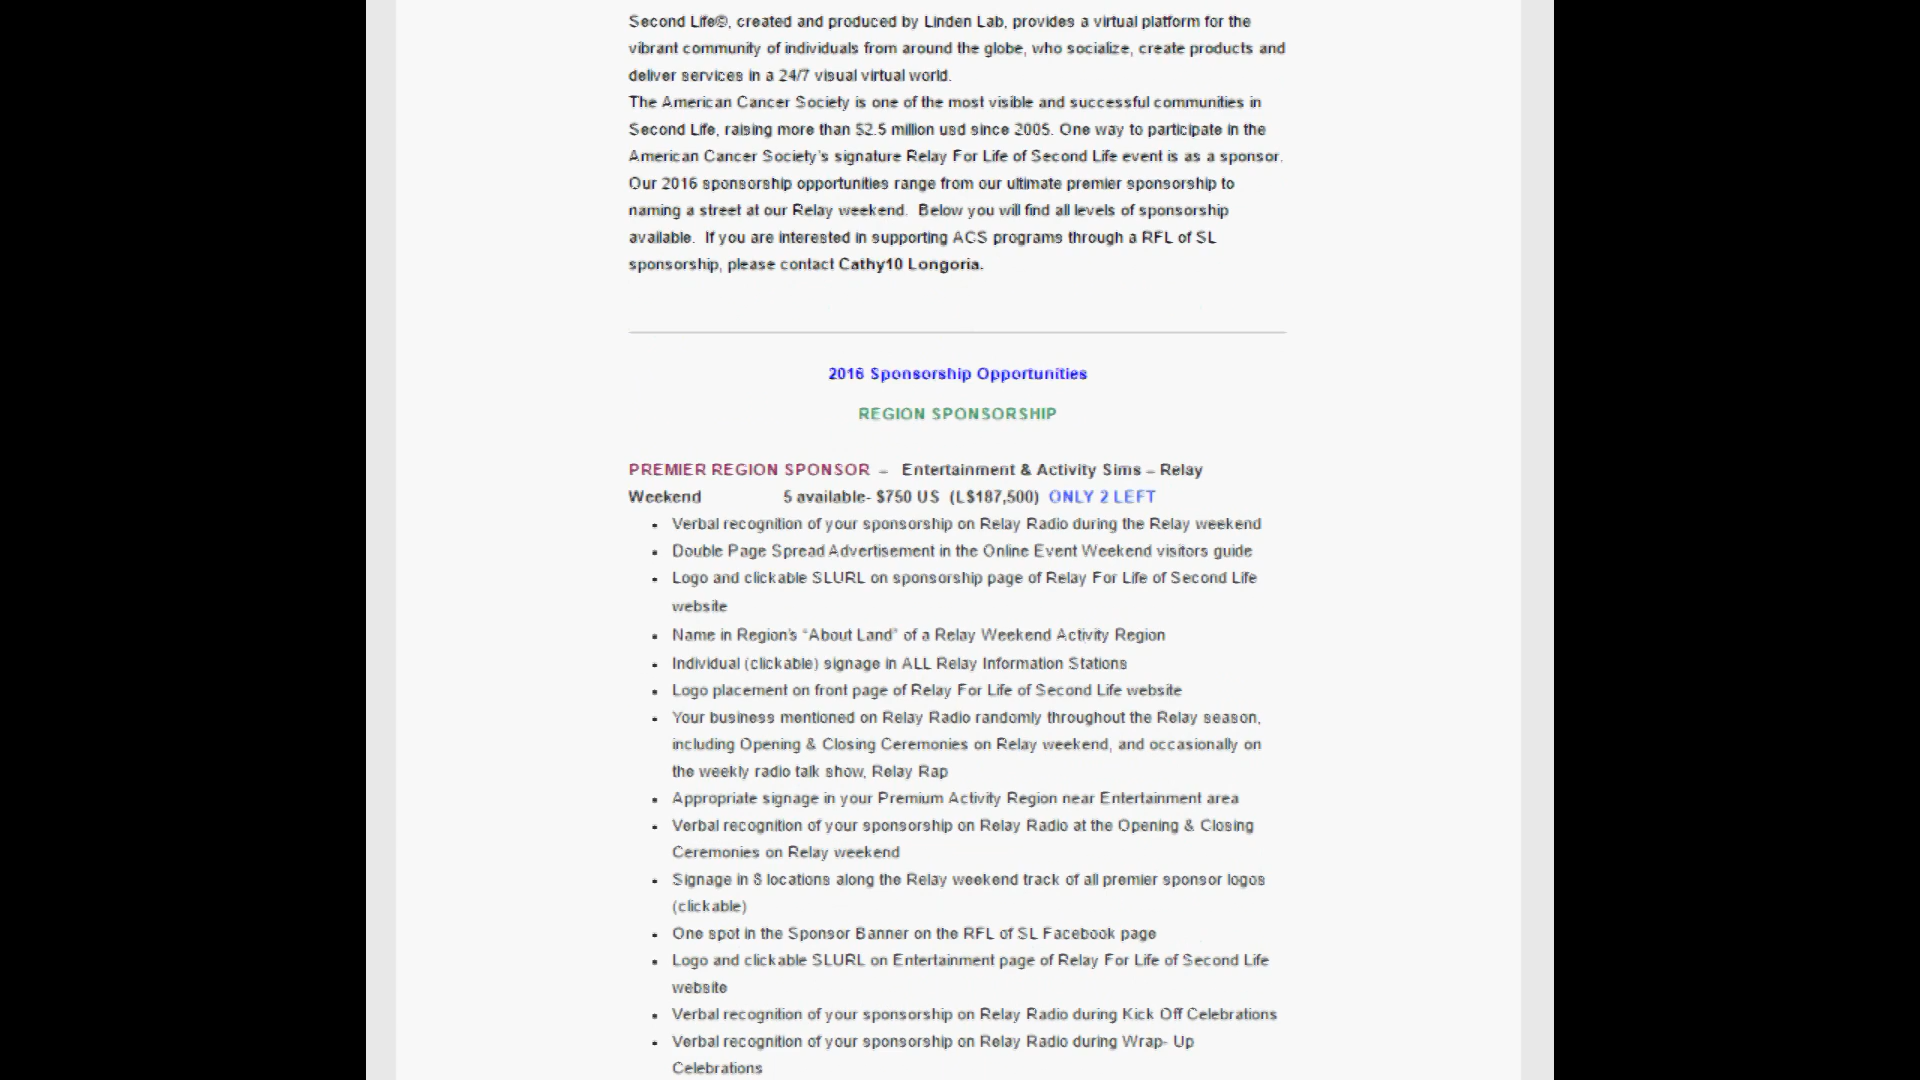 Second Life©, created and produced by Linden Lab, provides a virtual platform for the
vibrant community of individuals from around the globe, who socialize, create products and
deliver services in a 24/7 visual virtual world.
The American Cancer Society is one of the most visible and successful communities in
Second Life, raising more than $2.5 million usd since 2005. One way to participate in the
American Cancer Society's signature Relay For Life of Second Life event is as a sponsor.
Our 2016 sponsorship opportunities range from our ultimate premier sponsorship to
naming a street at our Relay weekend.  Below you will find all levels of sponsorship
available.  If you are interested in supporting ACS programs through a RFL of SL
sponsorship, please contact Cathy10 Longoria.
2016 Sponsorship Opportunities
REGION SPONSORSHIP
PREMIER REGION SPONSOR –  Entertainment & Activity Sims – Relay
Weekend 5 available- $750 US  (L$187,500)  ONLY 2 LEFT
• Verbal recognition of your sponsorship on Relay Radio during the Relay weekend
• Double Page Spread Advertisement in the Online Event Weekend visitors guide
• Logo and clickable SLURL on sponsorship page of Relay For Life of Second Life
website
• Name in Region's “About Land” of a Relay Weekend Activity Region
• Individual (clickable) signage in ALL Relay Information Stations
• Logo placement on front page of Relay For Life of Second Life website
• Your business mentioned on Relay Radio randomly throughout the Relay season,
including Opening & Closing Ceremonies on Relay weekend, and occasionally on
the weekly radio talk show, Relay Rap
• Appropriate signage in your Premium Activity Region near Entertainment area
• Verbal recognition of your sponsorship on Relay Radio at the Opening & Closing
Ceremonies on Relay weekend
• Signage in 8 locations along the Relay weekend track of all premier sponsor logos
(clickable)
• One spot in the Sponsor Banner on the RFL of SL Facebook page
• Logo and clickable SLURL on Entertainment page of Relay For Life of Second Life
website
• Verbal recognition of your sponsorship on Relay Radio during Kick Off Celebrations
• Verbal recognition of your sponsorship on Relay Radio during Wrap- Up
Celebrations